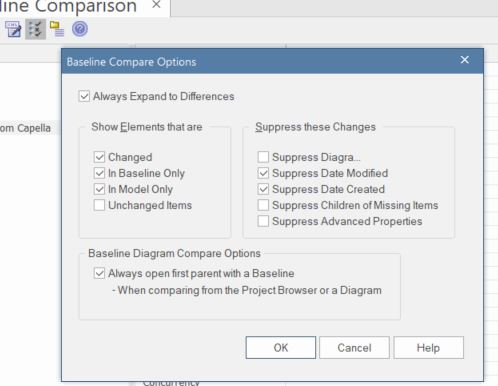 line Comparison ×
XML
Baseline Compare Options
Always Expand to Differences
om Capella
Show Elements that are
Suppress these Changes
Changed
Suppress Diagra...
In Baseline Only
Suppress Date Modified
In Model Only
Suppress Date Created
Unchanged Items
Suppress Children of Missing Items
Suppress Advanced Properties
Baseline Diagram Compare Options
Always open first parent with a Baseline
- When comparing from the Project Browser or a Diagram
OK Cancel Help
Concurrency